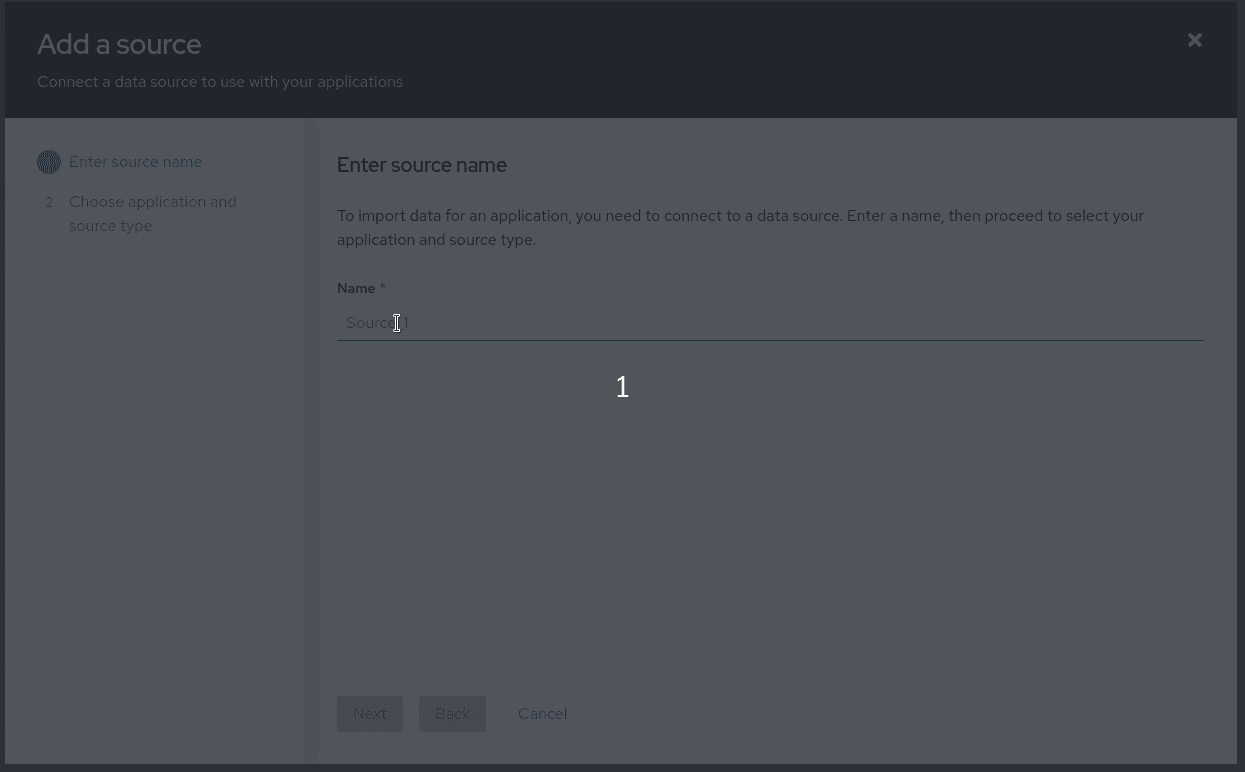 Add a source
Connect a data source to use with your applications
Enter source name
2 Choose application and
source type
Enter source name
To import data for an application, you need to connect to a data source. Enter a name, then proceed to select your
application and source type.
Name *
Source 1
1
Next Back Cancel